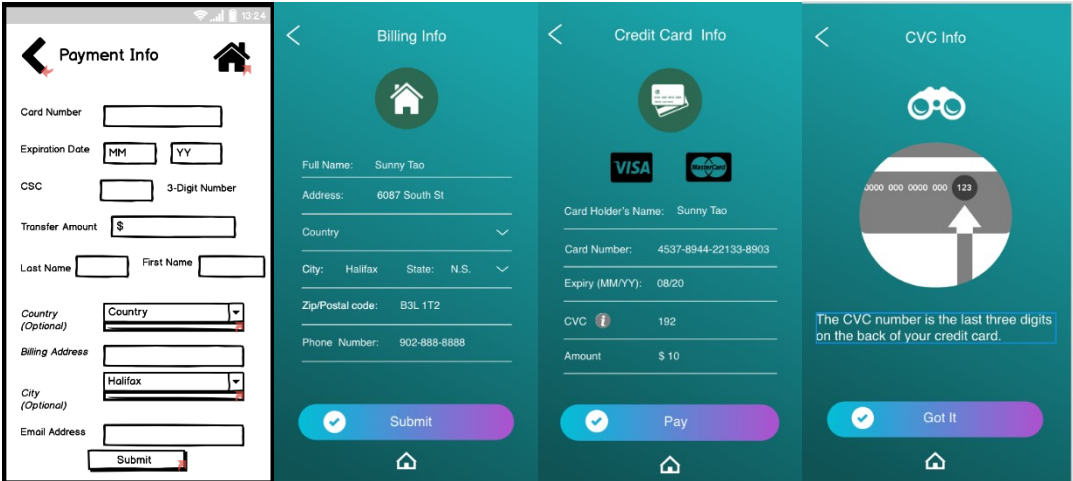 13:24
Payment Info
Card Number
Expiration Date MM YY
CSC 3-Digit Number
Transfer Amount $
Last Name First Name
Country
(Optional)
Country
Billing Address
City
(Optional)
Halifax
Email Address
Submit
Billing Info
Full Name: Sunny Tao
Address: 6087 South St
Country
City: Halifax State: N.S.
Zip/Postal code: B3L 1T2
Phone Number: 902-888-8888
Submit
Credit Card Info
VISA MasterCard
Card Holder's Name: Sunny Tao
Card Number: 4537-8944-22133-8903
Expiry (MM/YY): 08/20
CVC i 192
Amount $ 10
Pay
CVC Info
0000 000 0000 000 123
The CVC number is the last three digits
on the back of your credit card.
Got It